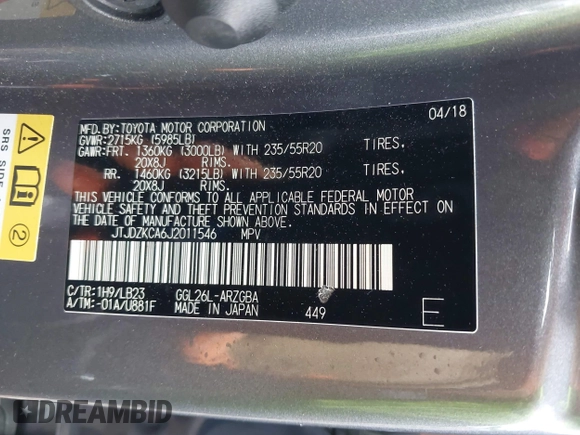 MFD.BY:TOYOTA MOTOR CORPORATION 04/18
GVWR:2715KG (5985LB)
GAWR:FRT. 1360KG (3000LB) WITH 235/55R20 TIRES.
20X8J RIMS.
RR. 1460KG (3215LB) WITH 235/55R20 TIRES.
20X8J RIMS.
THIS VEHICLE CONFORMS TO ALL APPLICABLE FEDERAL MOTOR
VEHICLE SAFETY AND THEFT PREVENTION STANDARDS IN EFFECT ON THE
DATE OF MANUFACTURE SHOWN ABOVE.
JTJDZKCA6J2011546 MPV
C/TR:1H9/LB23 GGL26L-ARZGBA
A/TM:-01A/U881F MADE IN JAPAN 449 E
SRS SIDE
2
DREAMBID